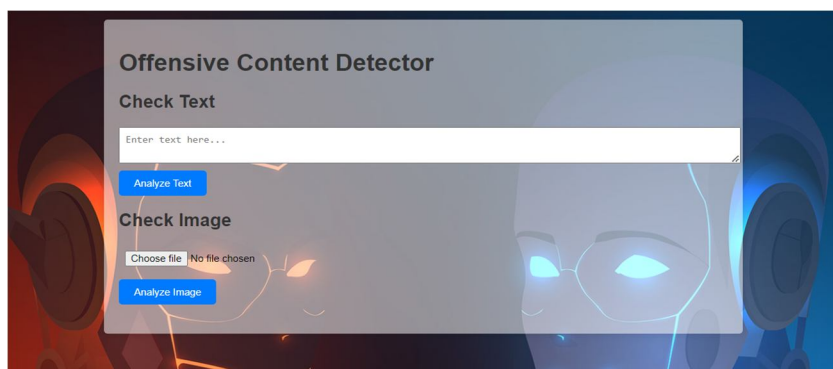 Offensive Content Detector
Check Text
Enter text here...
Analyze Text
Check Image
Choose file No file chosen
Analyze Image